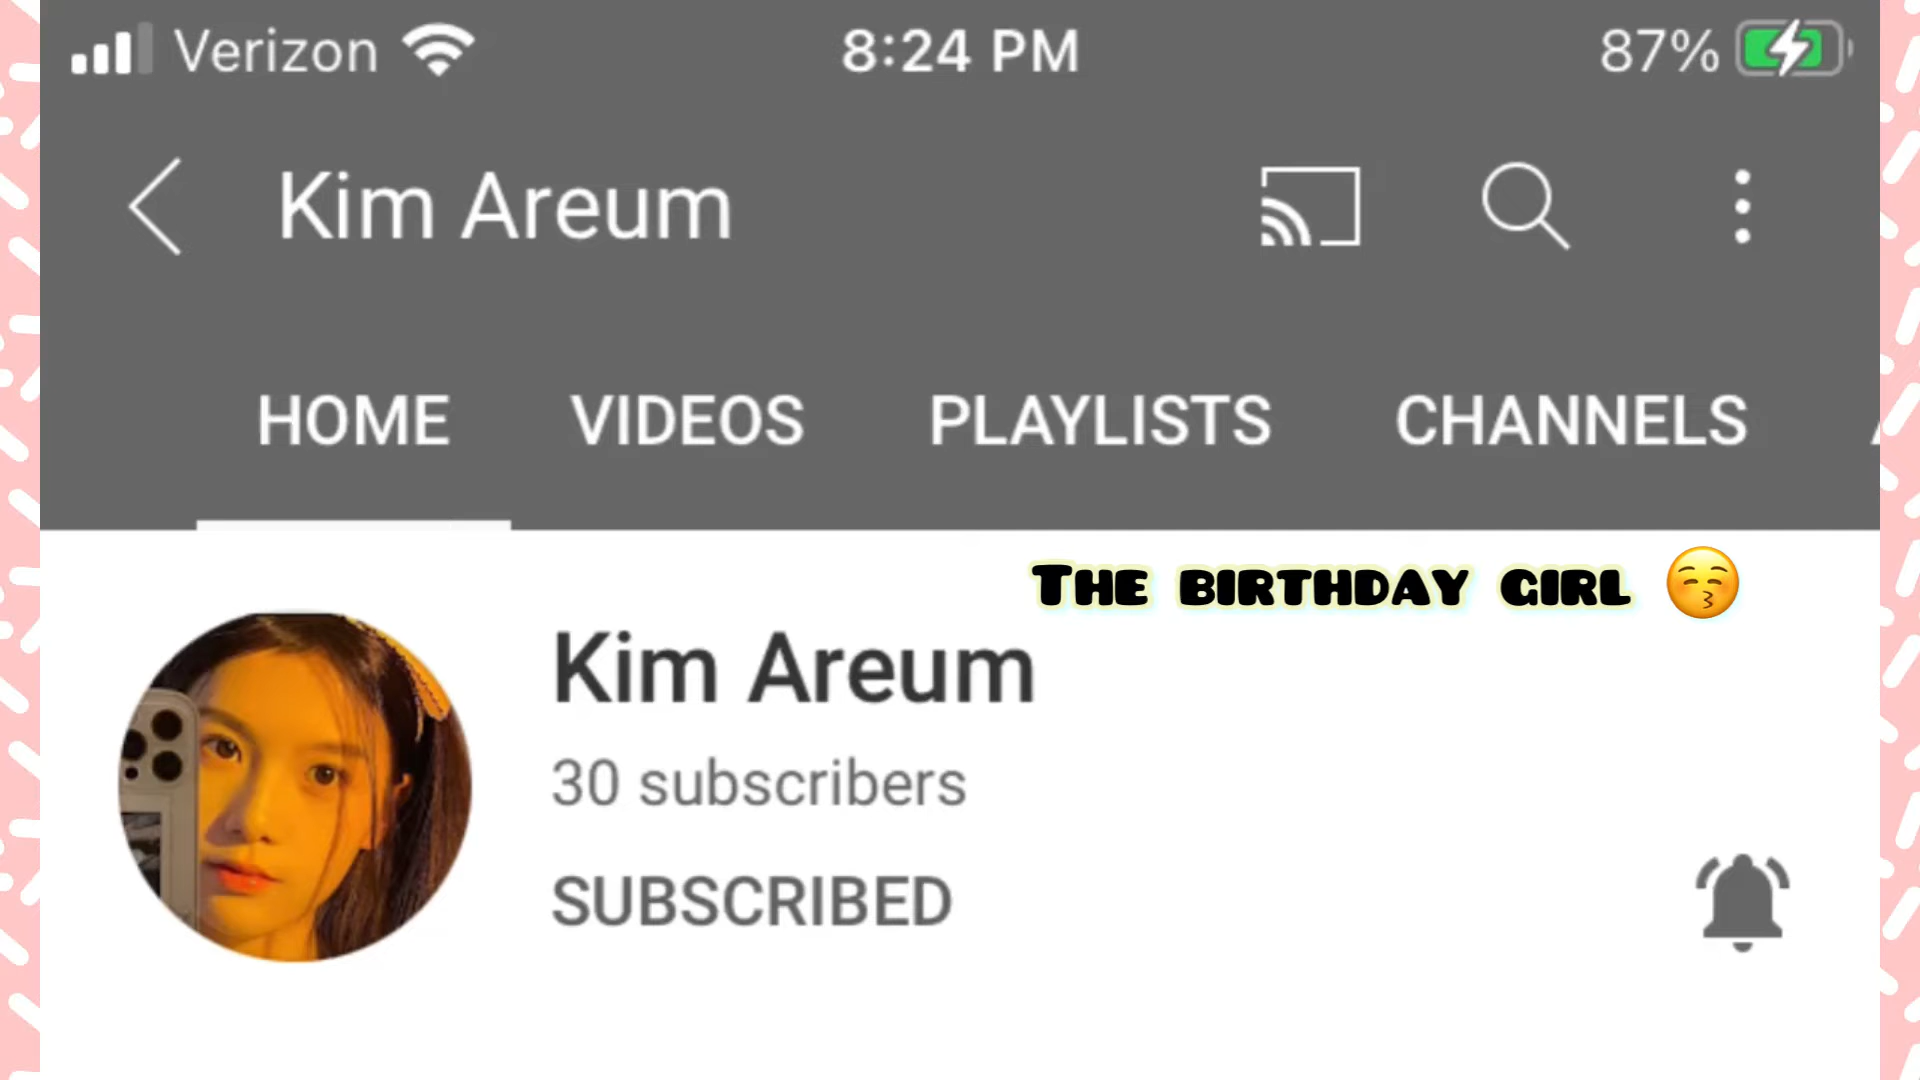 Verizon 8:24 PM 87%
Kim Areum
HOME VIDEOS PLAYLISTS CHANNELS
THE BIRTHDAY GIRL 😚
Kim Areum
30 subscribers
SUBSCRIBED